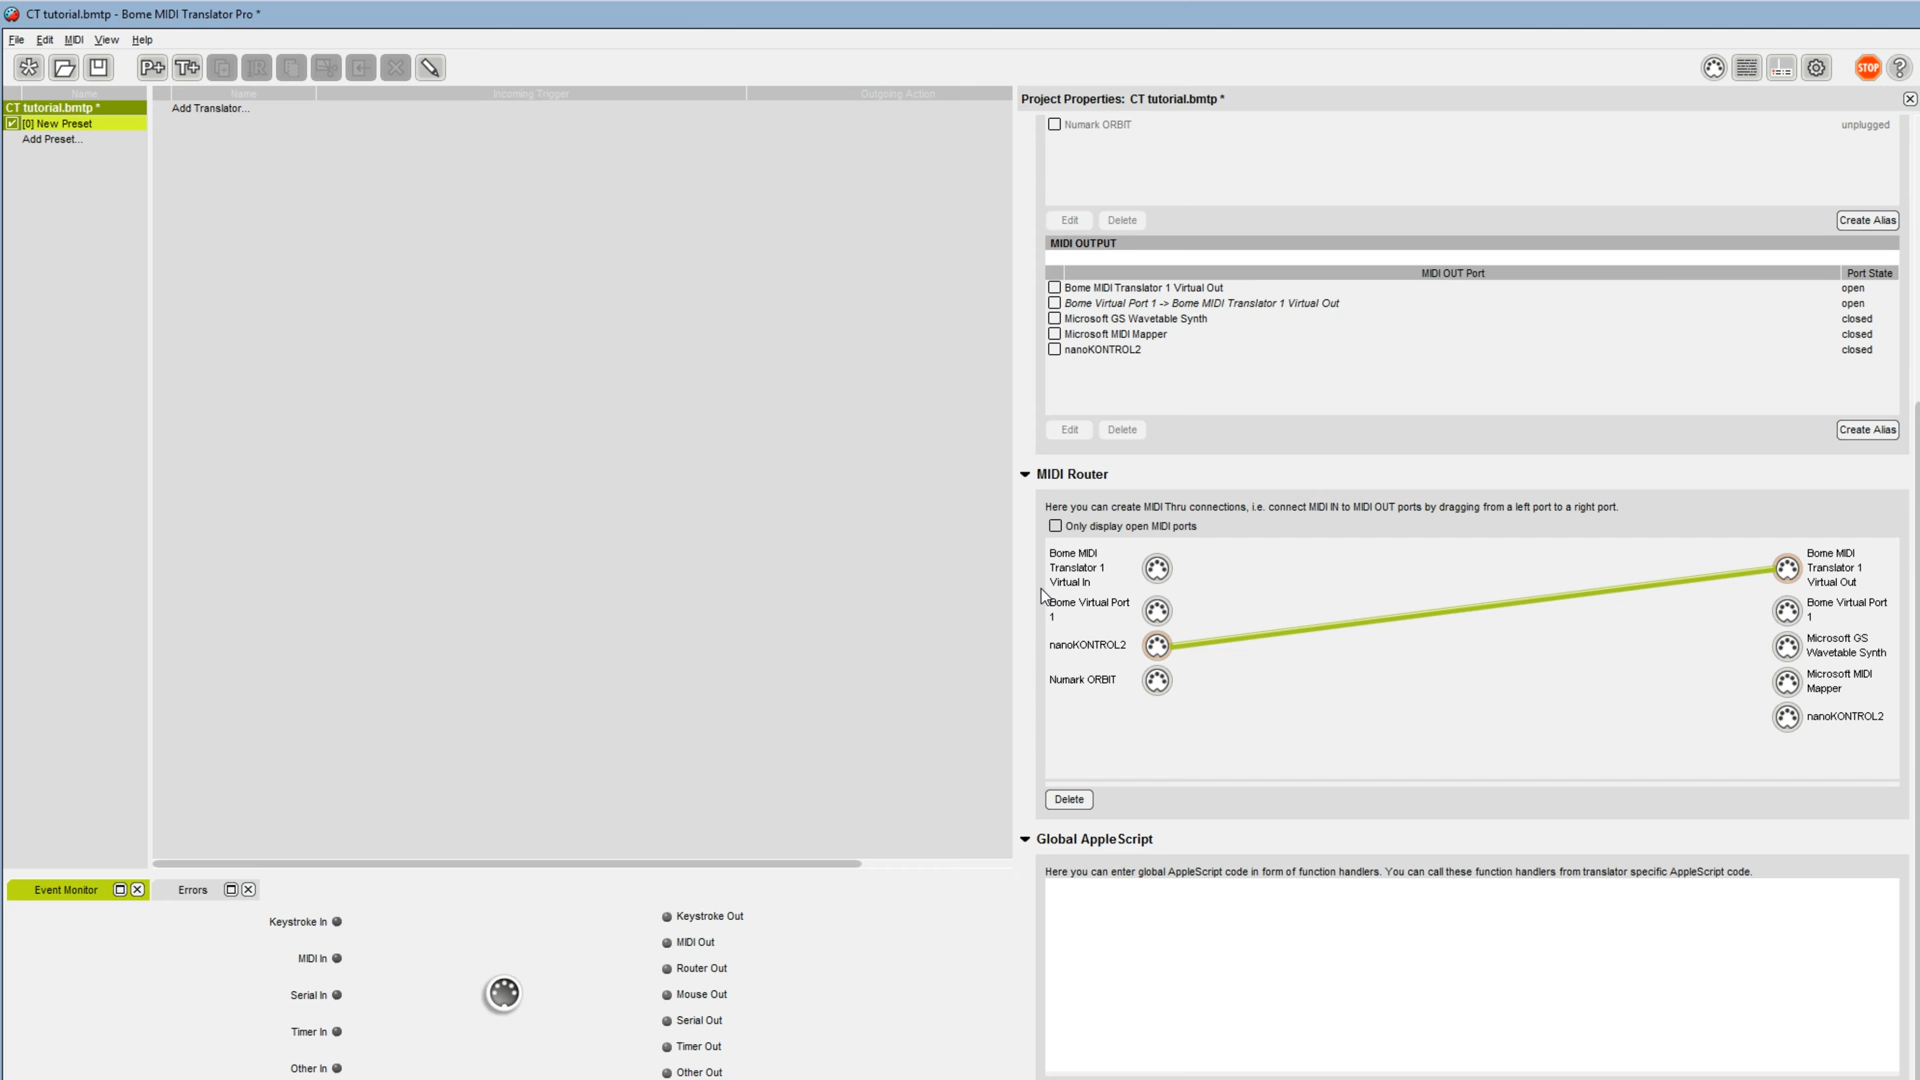 CT tutorial.bmtp - Bome MIDI Translator Pro *
File Edit MIDI View Help
P+ T+ STOP ?
Name
CT tutorial.bmtp *
[0] New Preset
Add Preset...
Name Incoming Trigger Outgoing Action
Add Translator...
Project Properties: CT tutorial.bmtp *
Numark ORBIT unplugged
Edit Delete Create Alias
MIDI OUTPUT
MIDI OUT Port Port State
Bome MIDI Translator 1 Virtual Out open
Bome Virtual Port 1 -> Bome MIDI Translator 1 Virtual Out open
Microsoft GS Wavetable Synth closed
Microsoft MIDI Mapper closed
nanoKONTROL2 closed
Edit Delete Create Alias
MIDI Router
Here you can create MIDI Thru connections, i.e. connect MIDI IN to MIDI OUT ports by dragging from a left port to a right port.
Only display open MIDI ports
Bome MIDI
Translator 1
Virtual In
Bome Virtual Port
1
nanoKONTROL2
Numark ORBIT
Bome MIDI
Translator 1
Virtual Out
Bome Virtual Port
1
Microsoft GS
Wavetable Synth
Microsoft MIDI
Mapper
nanoKONTROL2
Delete
Global AppleScript
Here you can enter global AppleScript code in form of function handlers. You can call these function handlers from translator specific AppleScript code.
Event Monitor Errors
Keystroke In
MIDI In
Serial In
Timer In
Other In
Keystroke Out
MIDI Out
Router Out
Mouse Out
Serial Out
Timer Out
Other Out